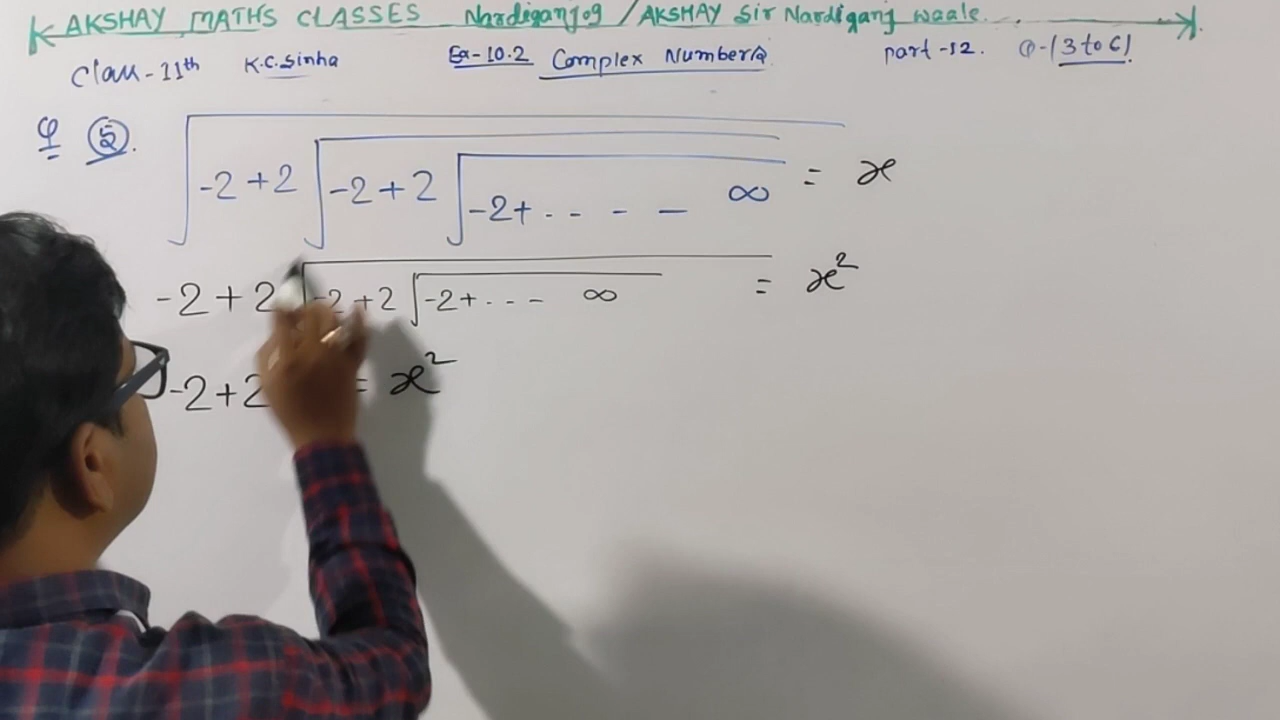 AKSHAY MATHS CLASSES Nardiganjog / AKSHAY Sir Nardiganj waale.
Class - 11th K.C. Sinha Ex - 10.2 Complex Numbers part - 12. Q - (3 to 6)
Q (5). √-2+2√-2+2√-2+.. - - - ∞ = x
-2+2√-2+2√-2+... - ∞ = x²
-2+2 = x²